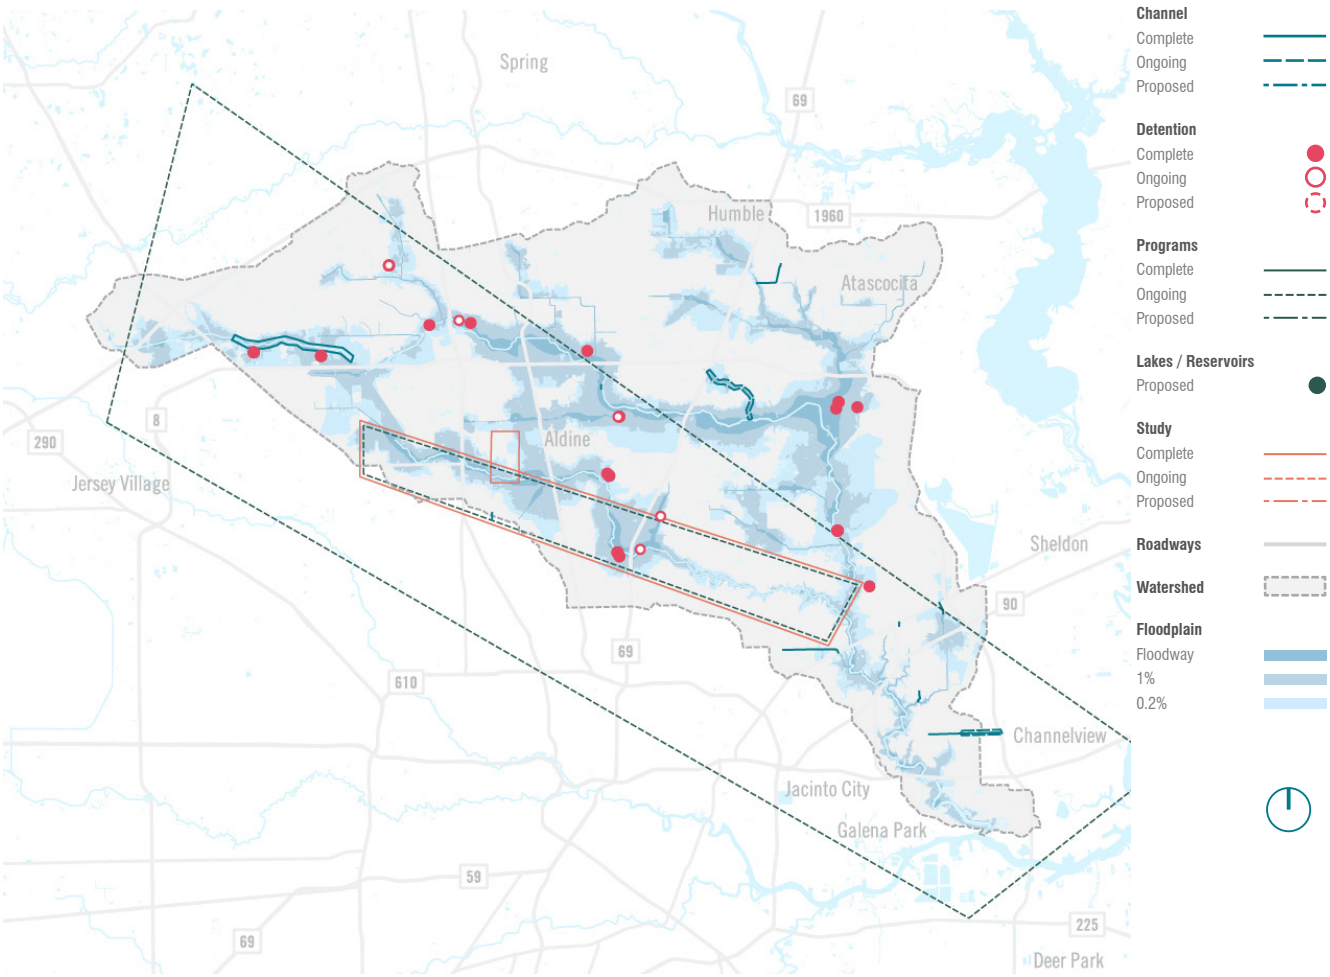 Spring
69
Humble
1960
Atascocita
8
290
Jersey Village
Aldine
Sheldon
90
69
610
Channelview
Jacinto City
Galena Park
59
69
225
Deer Park
Channel
Complete
Ongoing
Proposed
Detention
Complete
Ongoing
Proposed
Programs
Complete
Ongoing
Proposed
Lakes / Reservoirs
Proposed
Study
Complete
Ongoing
Proposed
Roadways
Watershed
Floodplain
Floodway
1%
0.2%